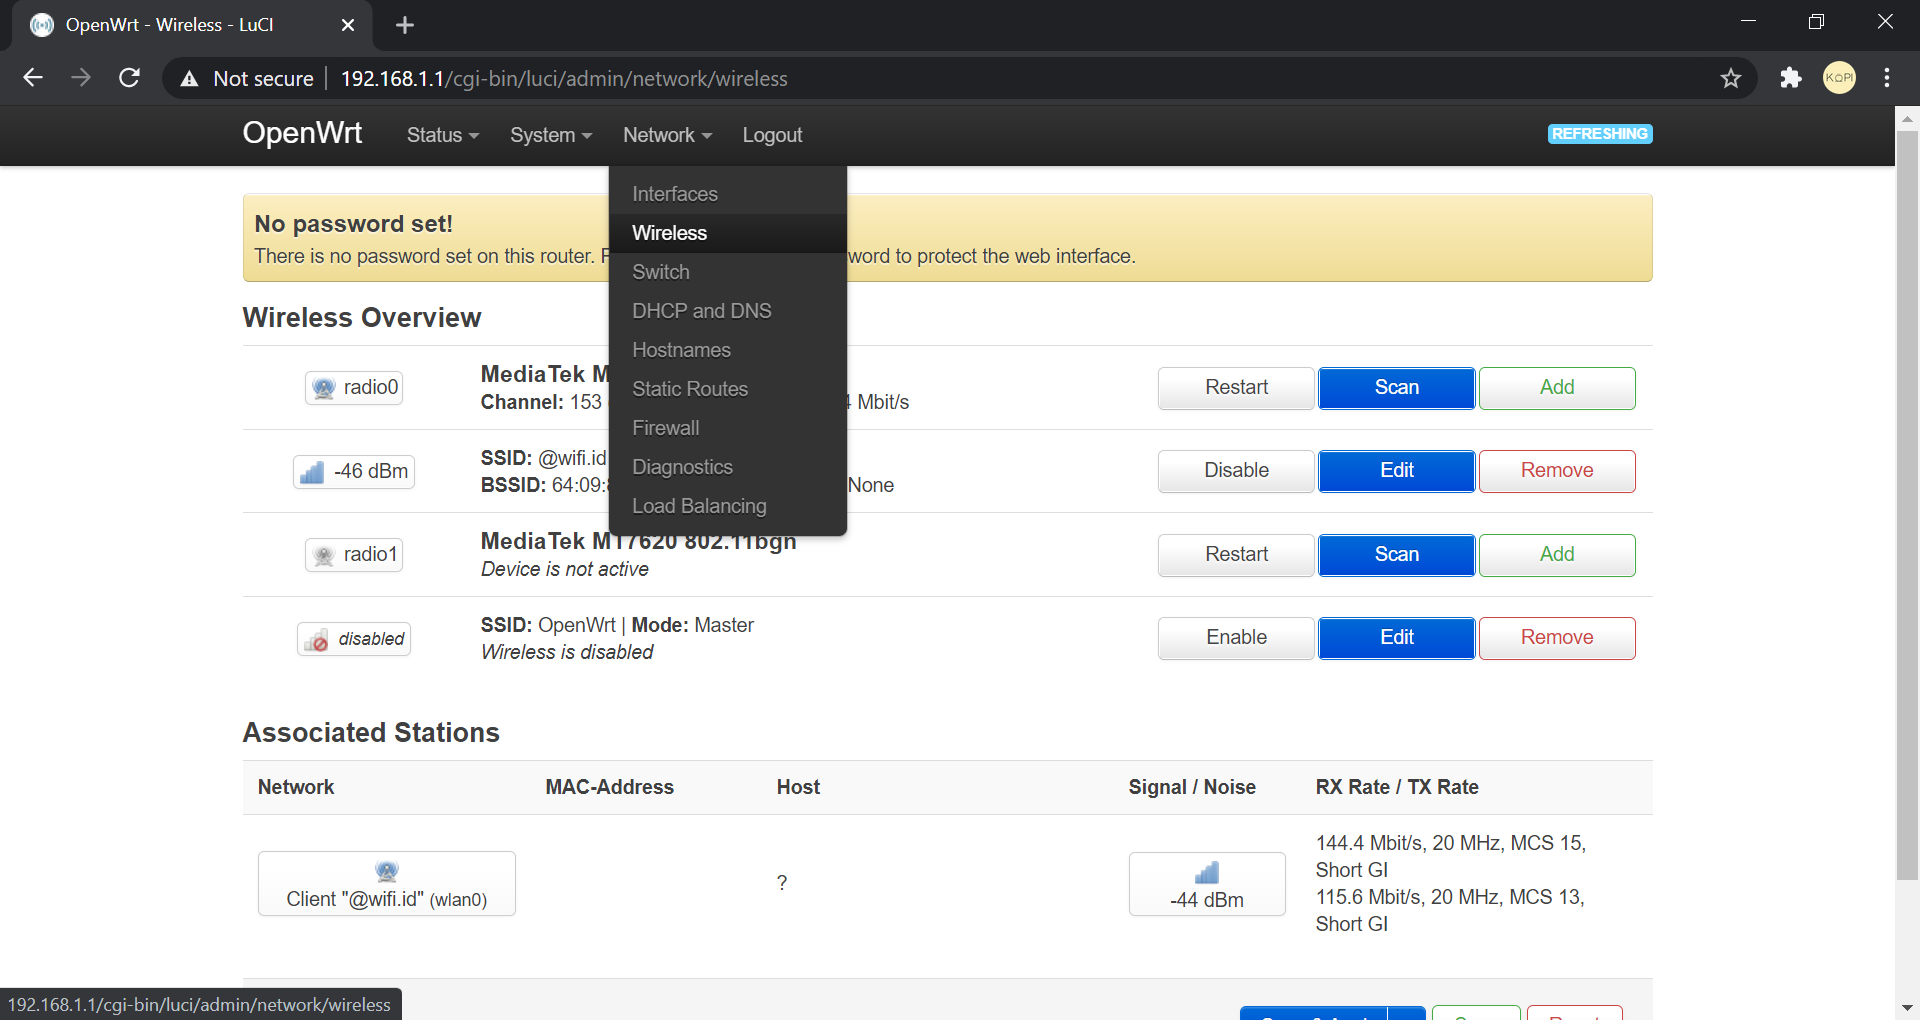 OpenWrt - Wireless - LuCI
Not secure 192.168.1.1/cgi-bin/luci/admin/network/wireless
KOPI
OpenWrt Status System Network Logout REFRESHING
Interfaces
Wireless
Switch
DHCP and DNS
Hostnames
Static Routes
Firewall
Diagnostics
Load Balancing
No password set!
There is no password set on this router. word to protect the web interface.
Wireless Overview
radio0 MediaTek
Channel: 153 Mbit/s
Restart Scan Add
-46 dBm SSID: @wifi.id
BSSID: 64:09: None
Disable Edit Remove
radio1 MediaTek MT7620 802.11bgn
Device is not active
Restart Scan Add
disabled SSID: OpenWrt | Mode: Master
Wireless is disabled
Enable Edit Remove
Associated Stations
Network MAC-Address Host Signal / Noise RX Rate / TX Rate
Client "@wifi.id" (wlan0) ? -44 dBm
144.4 Mbit/s, 20 MHz, MCS 15,
Short GI
115.6 Mbit/s, 20 MHz, MCS 13,
Short GI
192.168.1.1/cgi-bin/luci/admin/network/wireless